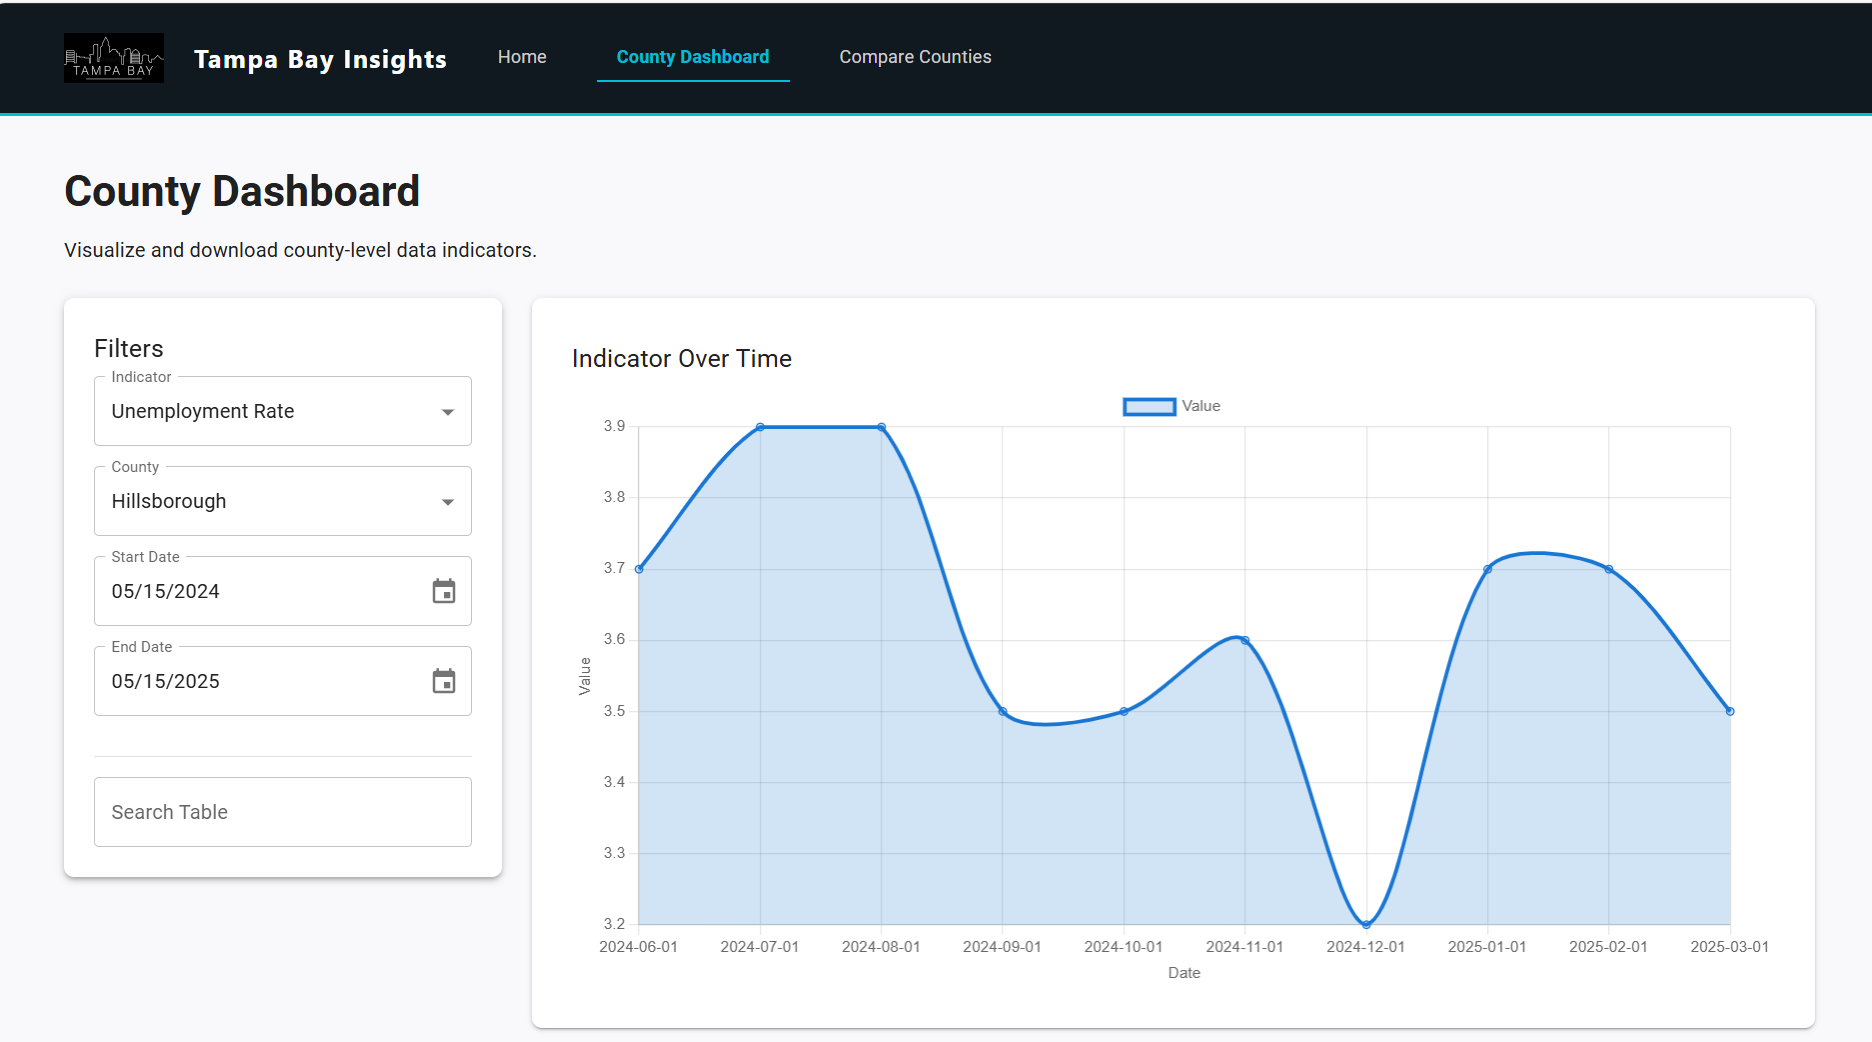 TAMPA BAY
Tampa Bay Insights
Home
County Dashboard
Compare Counties
County Dashboard
Visualize and download county-level data indicators.
Filters
Indicator
Unemployment Rate
County
Hillsborough
Start Date
05/15/2024
End Date
05/15/2025
Search Table
Indicator Over Time
Value
3.9
3.8
3.7
3.6
3.5
3.4
3.3
3.2
Value
2024-06-01
2024-07-01
2024-08-01
2024-09-01
2024-10-01
2024-11-01
2024-12-01
2025-01-01
2025-02-01
2025-03-01
Date